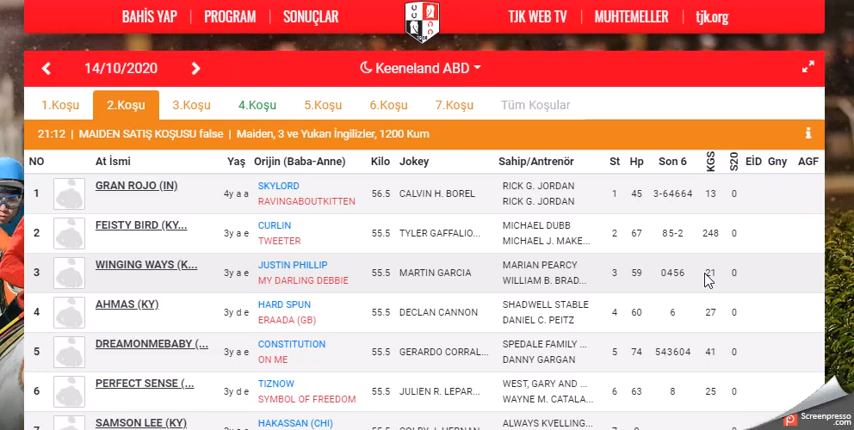 BAHİS YAP | PROGRAM | SONUÇLAR TJK WEB TV | MUHTEMELLER | tjk.org
14/10/2020 Keeneland ABD
1.Koşu 2.Koşu 3.Koşu 4.Koşu 5.Koşu 6.Koşu 7.Koşu Tüm Koşular
21:12 | MAIDEN SATIŞ KOŞUSU false | Maiden, 3 ve Yukarı İngilizler, 1200 Kum
NO At İsmi Yaş Orijin (Baba-Anne) Kilo Jokey Sahip/Antrenör St Hp Son 6 KGS S20 EİD Gny AGF
1 GRAN ROJO (IN) 4y a a SKYLORD RAVINGABOUTKITTEN 56.5 CALVIN H. BOREL RICK G. JORDAN RICK G. JORDAN 1 45 3-64664 13 0
2 FEISTY BIRD (KY... 3y a e CURLIN TWEETER 55.5 TYLER GAFFALIO... MICHAEL DUBB MICHAEL J. MAKE... 2 67 85-2 248 0
3 WINGING WAYS (K... 3y a e JUSTIN PHILLIP MY DARLING DEBBIE 55.5 MARTIN GARCIA MARIAN PEARCY WILLIAM B. BRAD... 3 59 0456 21 0
4 AHMAS (KY) 3y d e HARD SPUN ERAADA (GB) 55.5 DECLAN CANNON SHADWELL STABLE DANIEL C. PEITZ 4 60 6 27 0
5 DREAMONMEBABY (... 3y a e CONSTITUTION ON ME 55.5 GERARDO CORRAL... SPEDALE FAMILY ... DANNY GARGAN 5 74 543604 41 0
6 PERFECT SENSE (... 3y d e TIZNOW SYMBOL OF FREEDOM 55.5 JULIEN R. LEPAR... WEST, GARY AND ... WAYNE M. CATALA... 6 63 8 25 0
SAMSON LEE (KY) HAKASSAN (CHI) ALWAYS KVELLING...
Screenpresso
.com